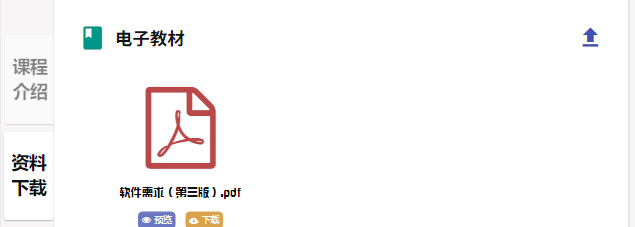 电子教材
课程
介绍
资料
下载
软件需求（第三版）.pdf
预览 下载